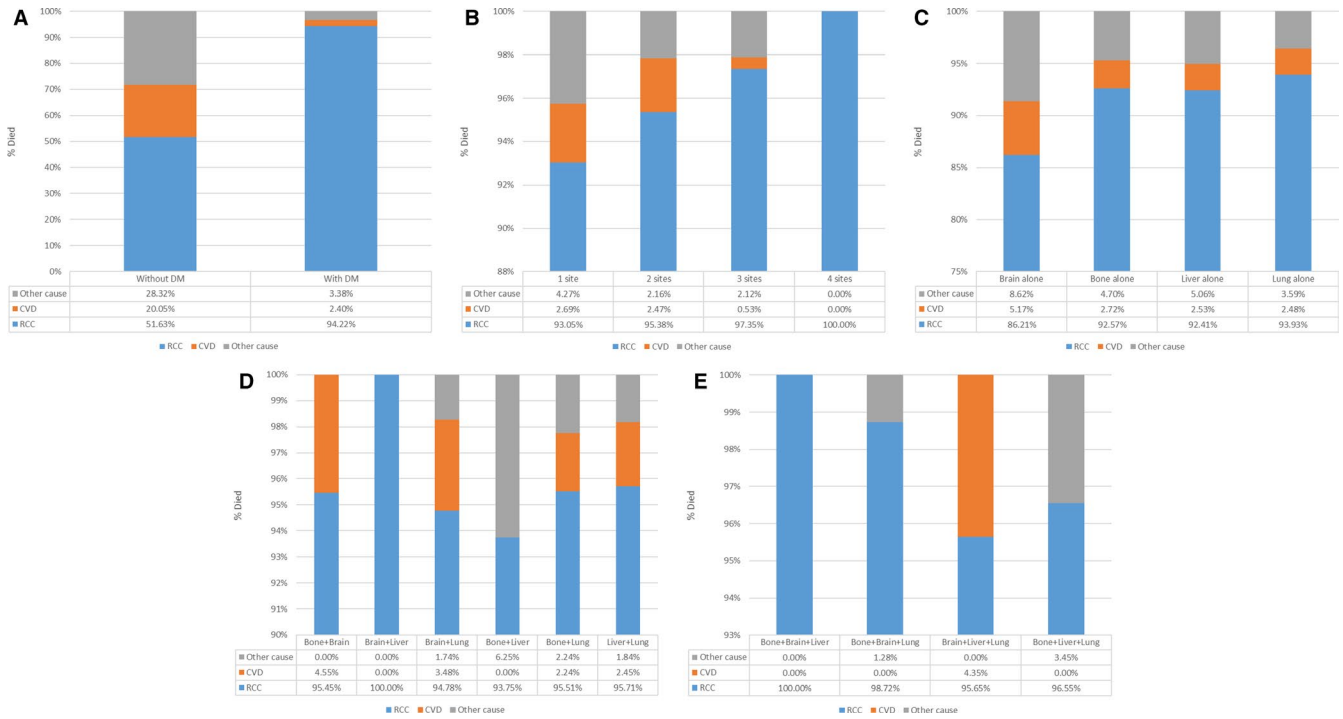 A
100%
90%
80%
70%
60%
50%
40%
30%
20%
10%
0%
% Died
Without DM With DM
Other cause 28.32% 3.38%
CVD 20.05% 2.40%
RCC 51.63% 94.22%
RCC CVD Other cause
B
100%
98%
96%
94%
92%
90%
88%
% Died
1 site 2 sites 3 sites 4 sites
Other cause 4.27% 2.16% 2.12% 0.00%
CVD 2.69% 2.47% 0.53% 0.00%
RCC 93.05% 95.38% 97.35% 100.00%
RCC CVD Other cause
C
100%
95%
90%
85%
80%
75%
% Died
Brain alone Bone alone Liver alone Lung alone
Other cause 8.62% 4.70% 5.06% 3.59%
CVD 5.17% 2.72% 2.53% 2.48%
RCC 86.21% 92.57% 92.41% 93.93%
RCC CVD Other cause
D
100%
99%
98%
97%
96%
95%
94%
93%
92%
91%
90%
% Died
Bone+Brain Brain+Liver Brain+Lung Bone+Liver Bone+Lung Liver+Lung
Other cause 0.00% 0.00% 1.74% 6.25% 2.24% 1.84%
CVD 4.55% 0.00% 3.48% 0.00% 2.24% 2.45%
RCC 95.45% 100.00% 94.78% 93.75% 95.51% 95.71%
RCC CVD Other cause
E
100%
99%
98%
97%
96%
95%
94%
93%
% Died
Bone+Brain+Liver Bone+Brain+Lung Brain+Liver+Lung Bone+Liver+Lung
Other cause 0.00% 1.28% 0.00% 3.45%
CVD 0.00% 0.00% 4.35% 0.00%
RCC 100.00% 98.72% 95.65% 96.55%
RCC CVD Other cause